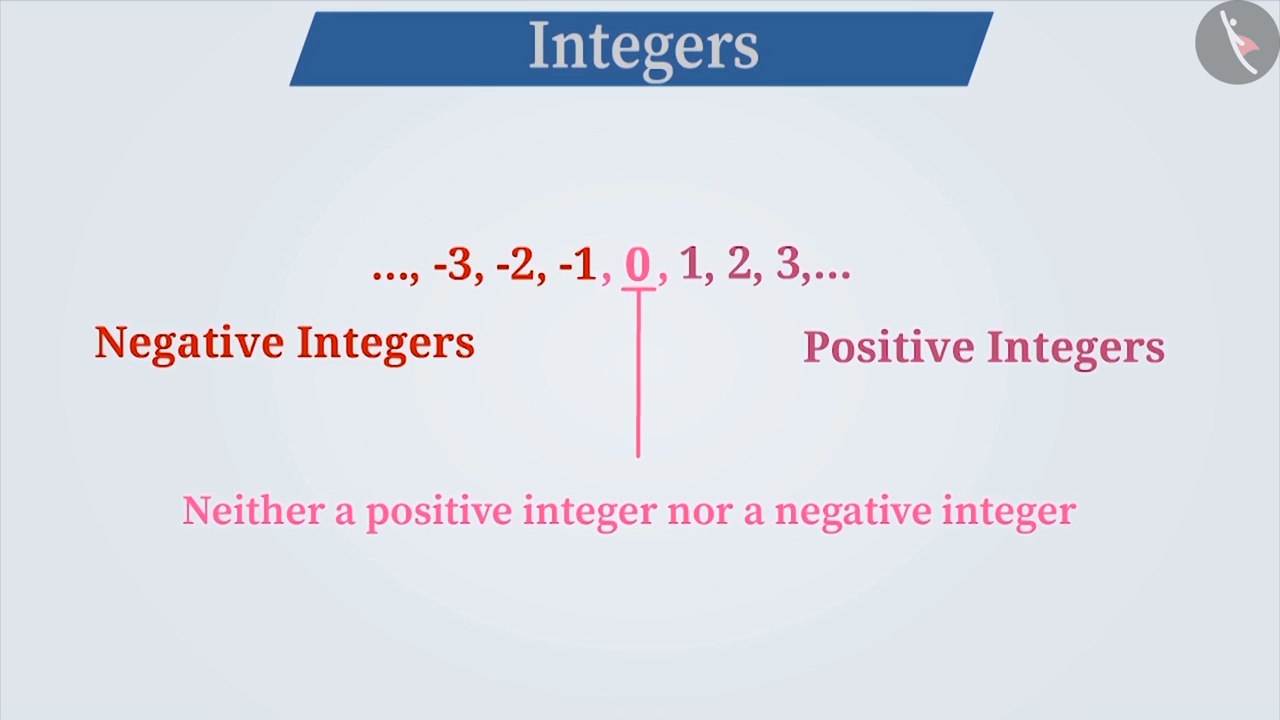 Integers
..., -3, -2, -1, 0, 1, 2, 3,...
Negative Integers
Positive Integers
Neither a positive integer nor a negative integer